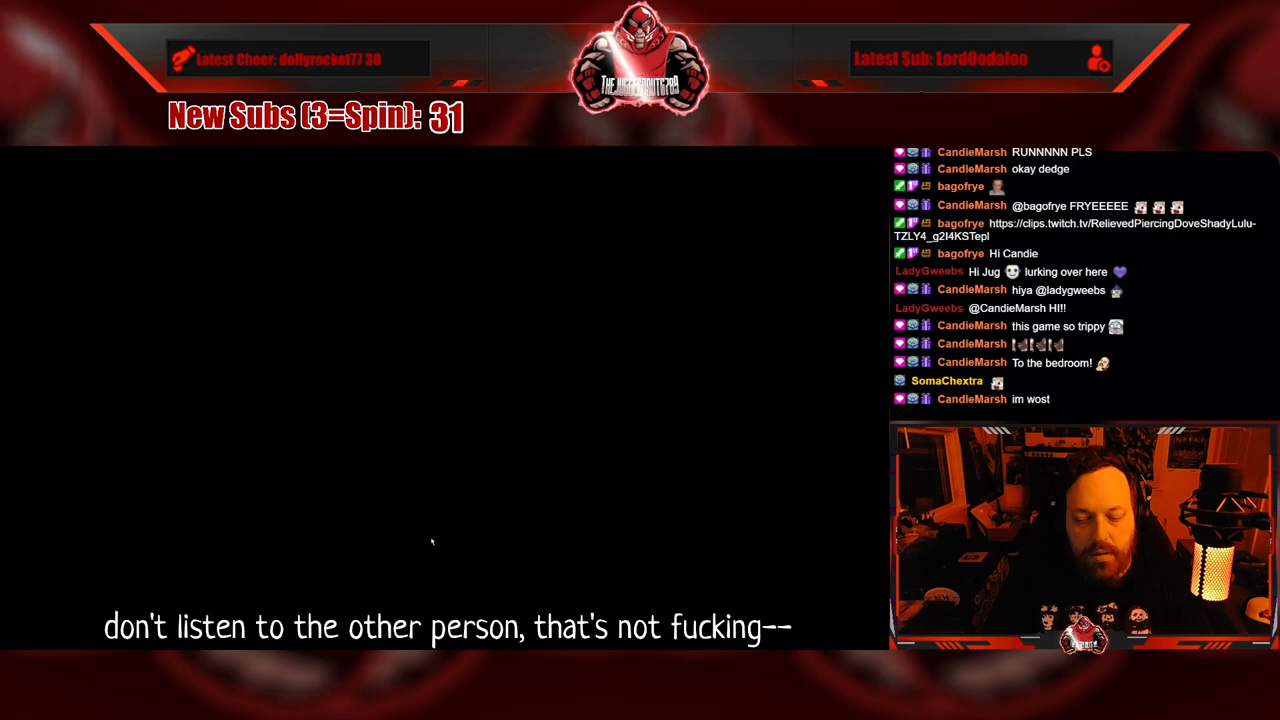 Latest Cheer: dollyrocket77 30
THEJUGGERNAUT6789
Latest Sub: LordOodaloo
New Subs (3=Spin): 31
CandieMarsh RUNNNNN PLS
CandieMarsh okay dedge
bagofrye
CandieMarsh @bagofrye FRYEEEEE
bagofrye https://clips.twitch.tv/RelievedPiercingDoveShadyLulu-
TZLY4_g2I4KSTepI
bagofrye Hi Candie
LadyGweebs Hi Jug lurking over here
CandieMarsh hiya @ladygweebs
LadyGweebs @CandieMarsh HI!!
CandieMarsh this game so trippy
CandieMarsh
CandieMarsh To the bedroom!
SomaChextra
CandieMarsh im wost
don't listen to the other person, that's not fucking--